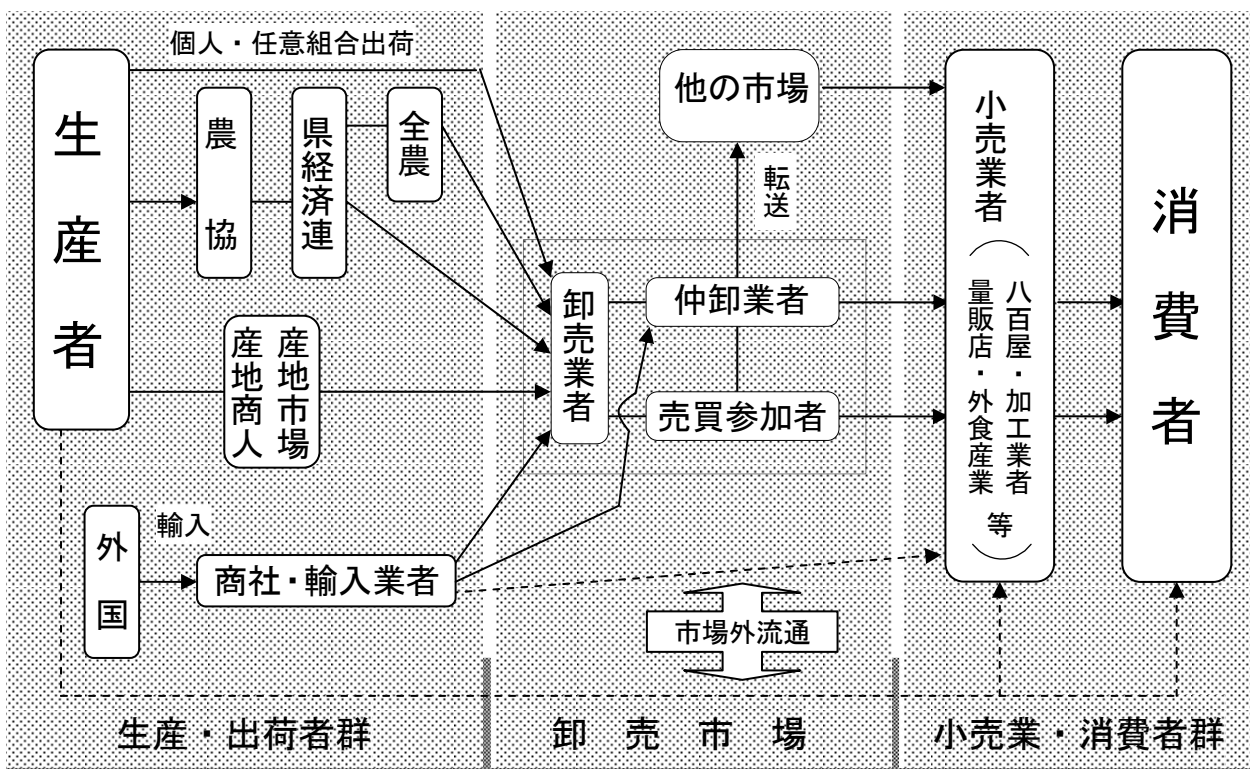 個人・任意組合出荷
生産者
農協
県経済連
全農
産地市場
産地商人
外国
輸入
商社・輸入業者
卸売業者
他の市場
転送
仲卸業者
売買参加者
市場外流通
小売業者
（八百屋・加工業者
量販店・外食産業
等）
消費者
生産・出荷者群
卸売市場
小売業・消費者群